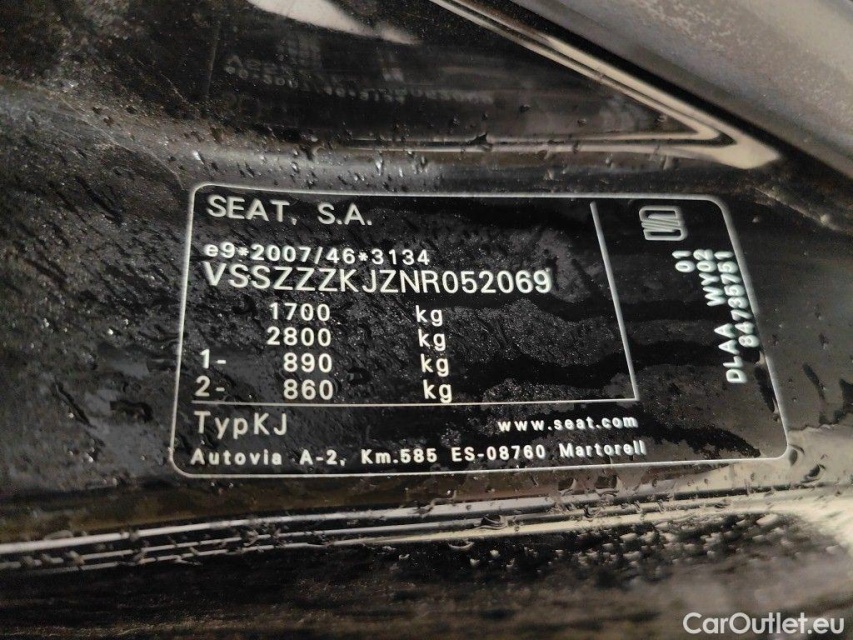 SEAT, S.A.
e9*2007/46*3134
VSSZZZKJZNR052069
1700 kg
2800 kg
1- 890 kg
2- 860 kg
TypKJ
www.seat.com
Autovia A-2, Km.585 ES-08760 Martorell
01
DLAA WY02
84735751
CarOutlet.eu